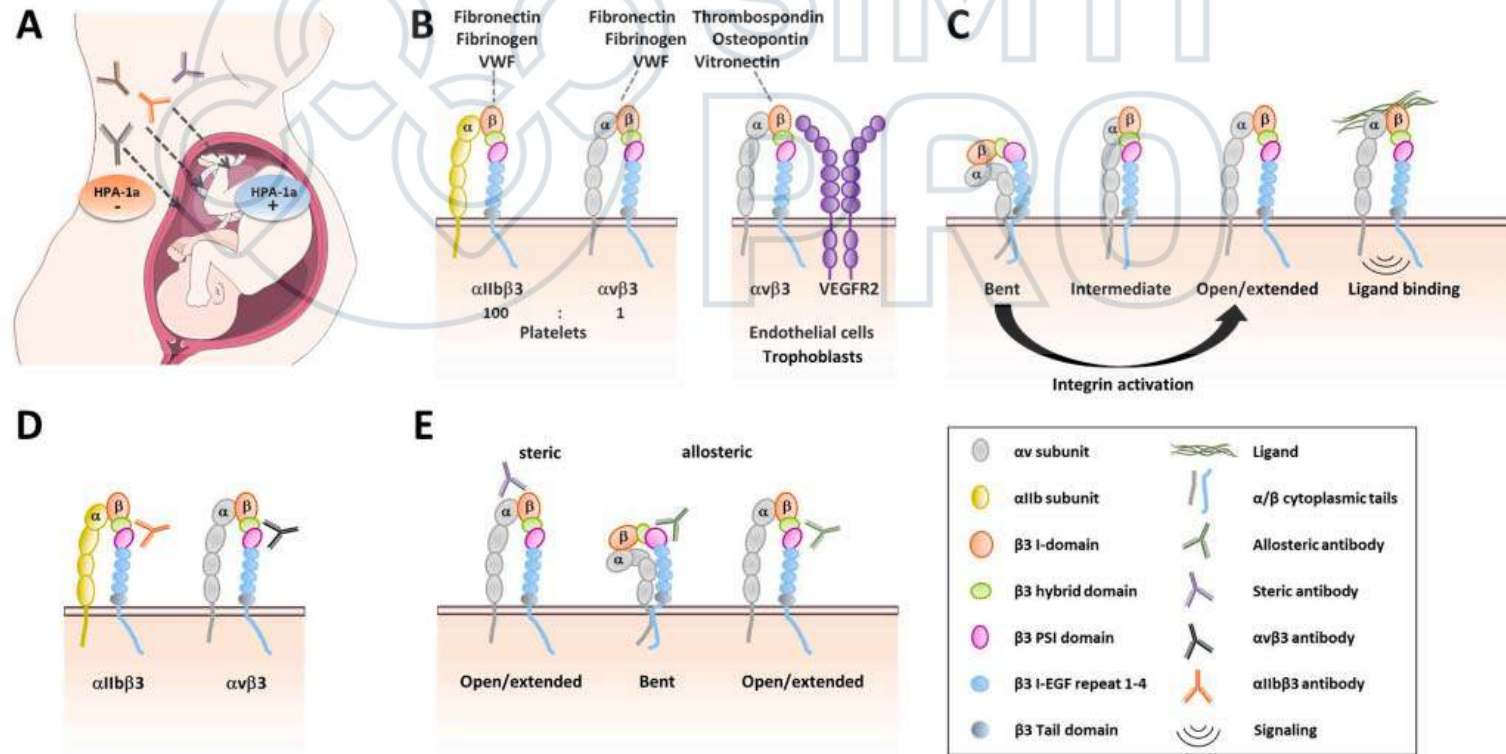 A
HPA-1a
-
HPA-1a
+
B
Fibronectin
Fibrinogen
VWF
Fibronectin
Fibrinogen
VWF
Thrombospondin
Osteopontin
Vitronectin
α β
α β
α β
αIIbβ3
αvβ3
100 : 1
Platelets
αvβ3 VEGFR2
Endothelial cells
Trophoblasts
C
β
α
α β
α β
α β
Bent
Intermediate
Open/extended
Ligand binding
Integrin activation
D
α β
α β
αIIbβ3
αvβ3
E
steric
allosteric
α β
β
α
α β
Open/extended
Bent
Open/extended
αv subunit
αIIb subunit
β3 I-domain
β3 hybrid domain
β3 PSI domain
β3 I-EGF repeat 1-4
β3 Tail domain
Ligand
α/β cytoplasmic tails
Allosteric antibody
Steric antibody
αvβ3 antibody
αIIbβ3 antibody
Signaling
SIMTI
PRO